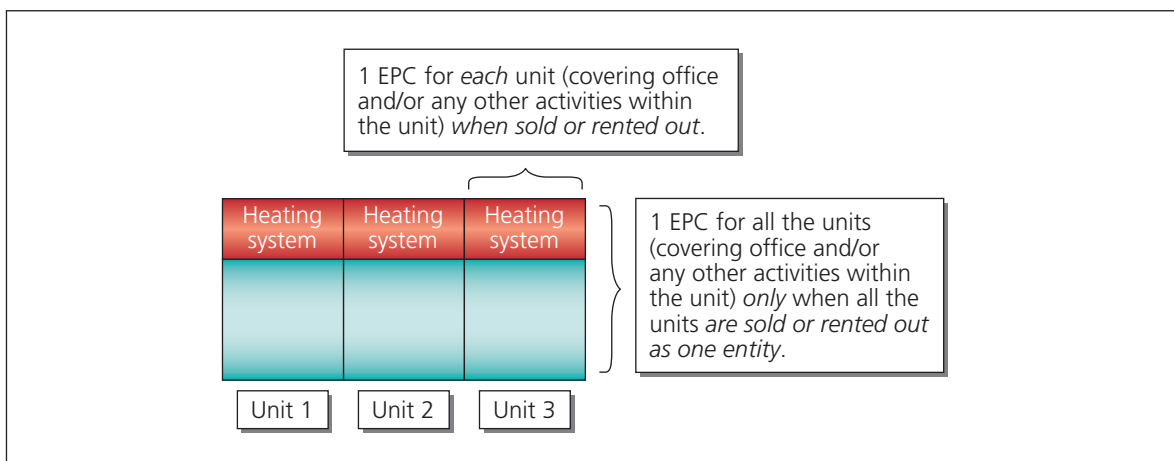 1 EPC for each unit (covering office
and/or any other activities within
the unit) when sold or rented out.
Heating
system
Heating
system
Heating
system
1 EPC for all the units
(covering office and/or
any other activities within
the unit) only when all the
units are sold or rented out
as one entity.
Unit 1
Unit 2
Unit 3